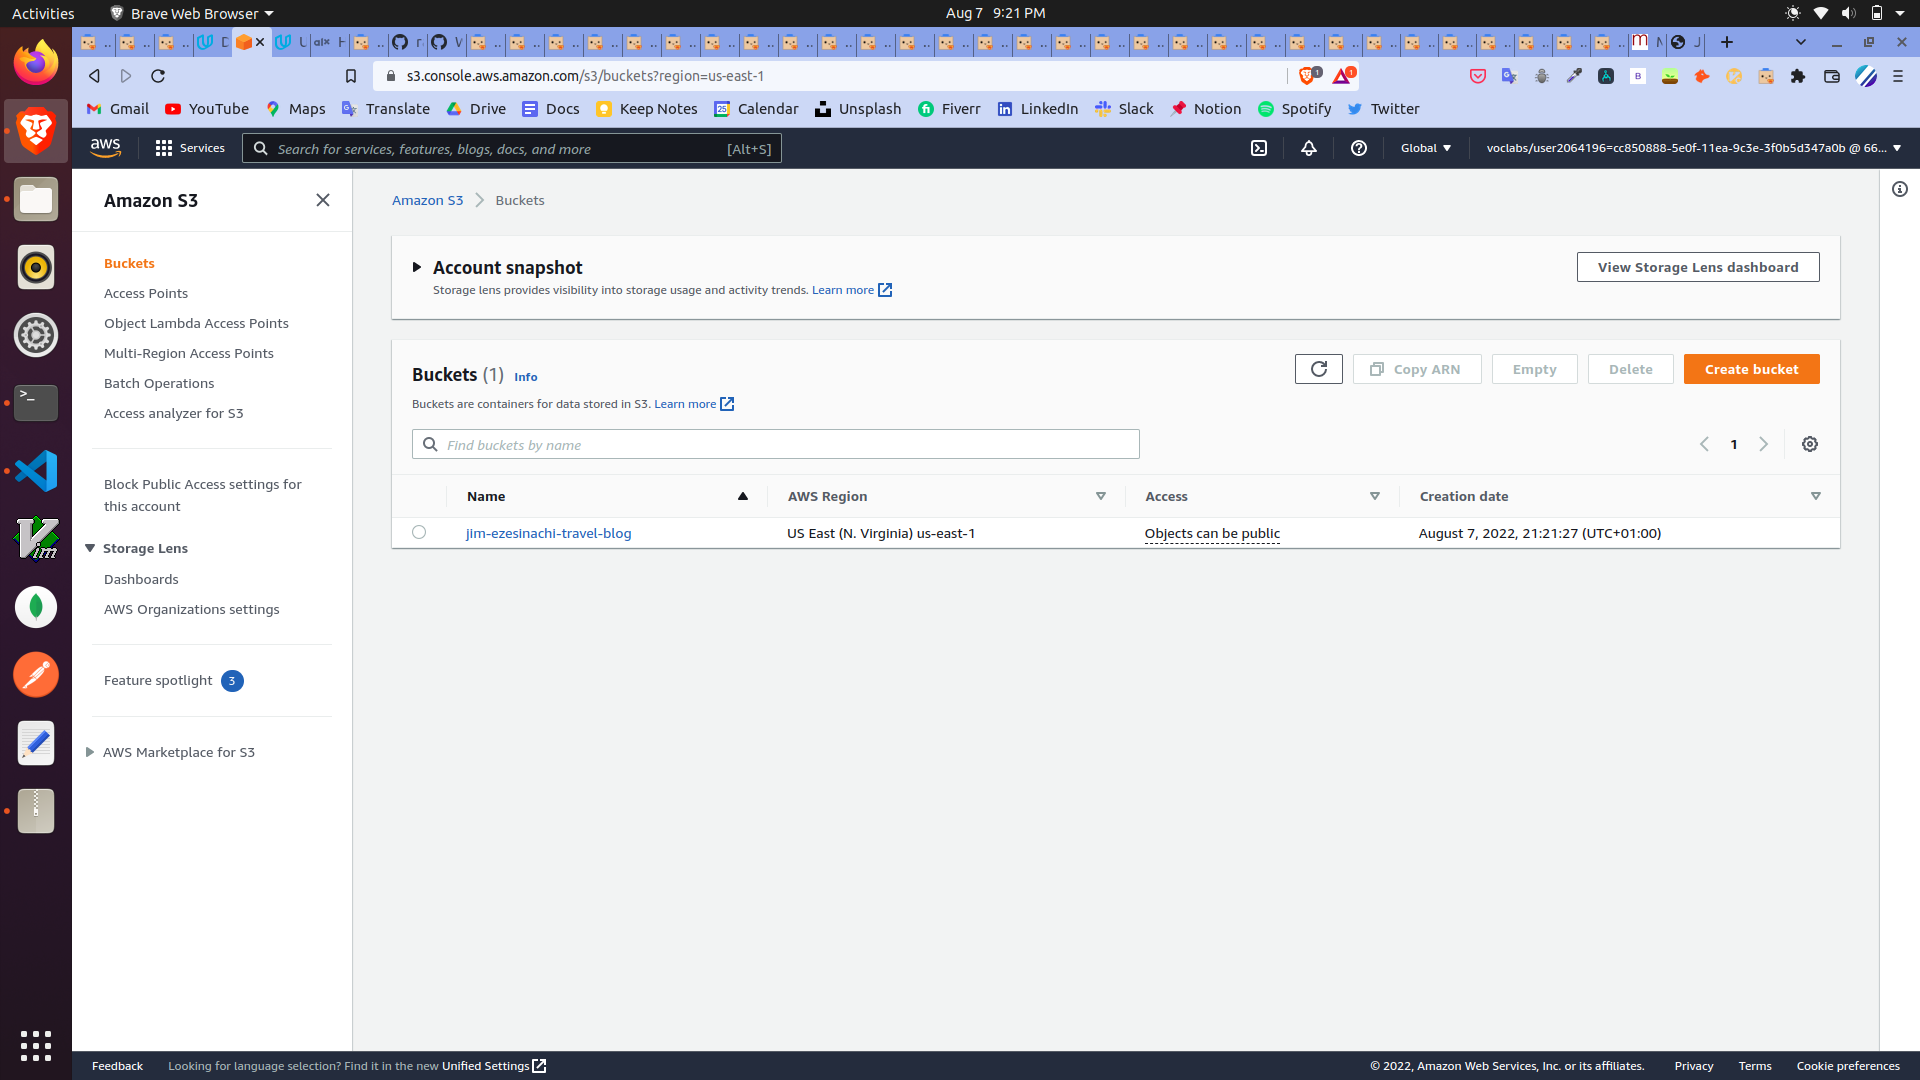 Activities
Brave Web Browser
Aug 7 9:21 PM
s3.console.aws.amazon.com/s3/buckets?region=us-east-1
1
1
Gmail
YouTube
Maps
Translate
Drive
Docs
Keep Notes
Calendar
Unsplash
Fiverr
LinkedIn
Slack
Notion
Spotify
Twitter
aws
Services
Search for services, features, blogs, docs, and more
[Alt+S]
Global
voclabs/user2064196=cc850888-5e0f-11ea-9c3e-3f0b5d347a0b @ 66...
Amazon S3
Buckets
Access Points
Object Lambda Access Points
Multi-Region Access Points
Batch Operations
Access analyzer for S3
Block Public Access settings for
this account
Storage Lens
Dashboards
AWS Organizations settings
Feature spotlight 3
AWS Marketplace for S3
Amazon S3 Buckets
Account snapshot
Storage lens provides visibility into storage usage and activity trends. Learn more
View Storage Lens dashboard
Buckets (1) Info
Buckets are containers for data stored in S3. Learn more
Copy ARN
Empty
Delete
Create bucket
Find buckets by name
1
Name AWS Region Access Creation date
jim-ezesinachi-travel-blog US East (N. Virginia) us-east-1 Objects can be public August 7, 2022, 21:21:27 (UTC+01:00)
Feedback
Looking for language selection? Find it in the new Unified Settings
© 2022, Amazon Web Services, Inc. or its affiliates.
Privacy
Terms
Cookie preferences